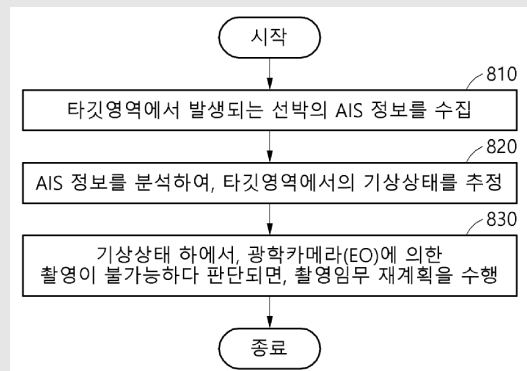 시작
810
타깃영역에서 발생되는 선박의 AIS 정보를 수집
820
AIS 정보를 분석하여, 타깃영역에서의 기상상태를 추정
830
기상상태 하에서, 광학카메라(EO)에 의한
촬영이 불가능하다 판단되면, 촬영임무 재계획을 수행
종료